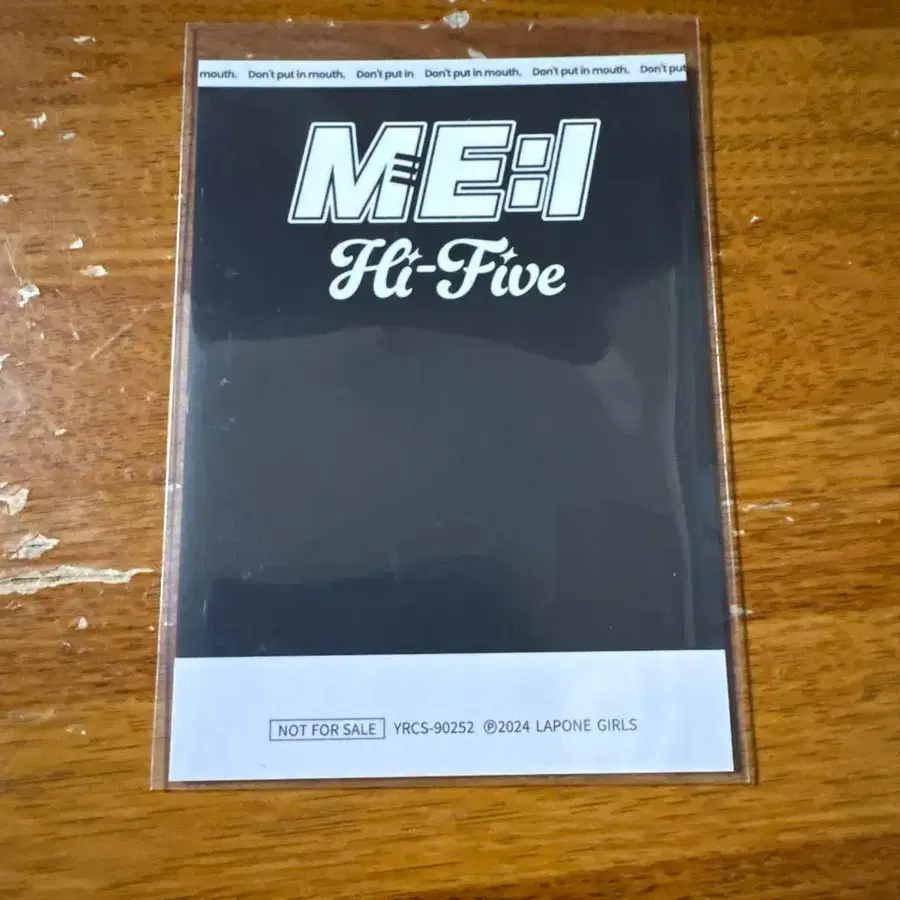 mouth. Don't put in mouth. Don't put in Don't put in mouth. Don't put in mouth. Don't put
ME:I
Hi-Five
NOT FOR SALE YRCS-90252 ℗2024 LAPONE GIRLS